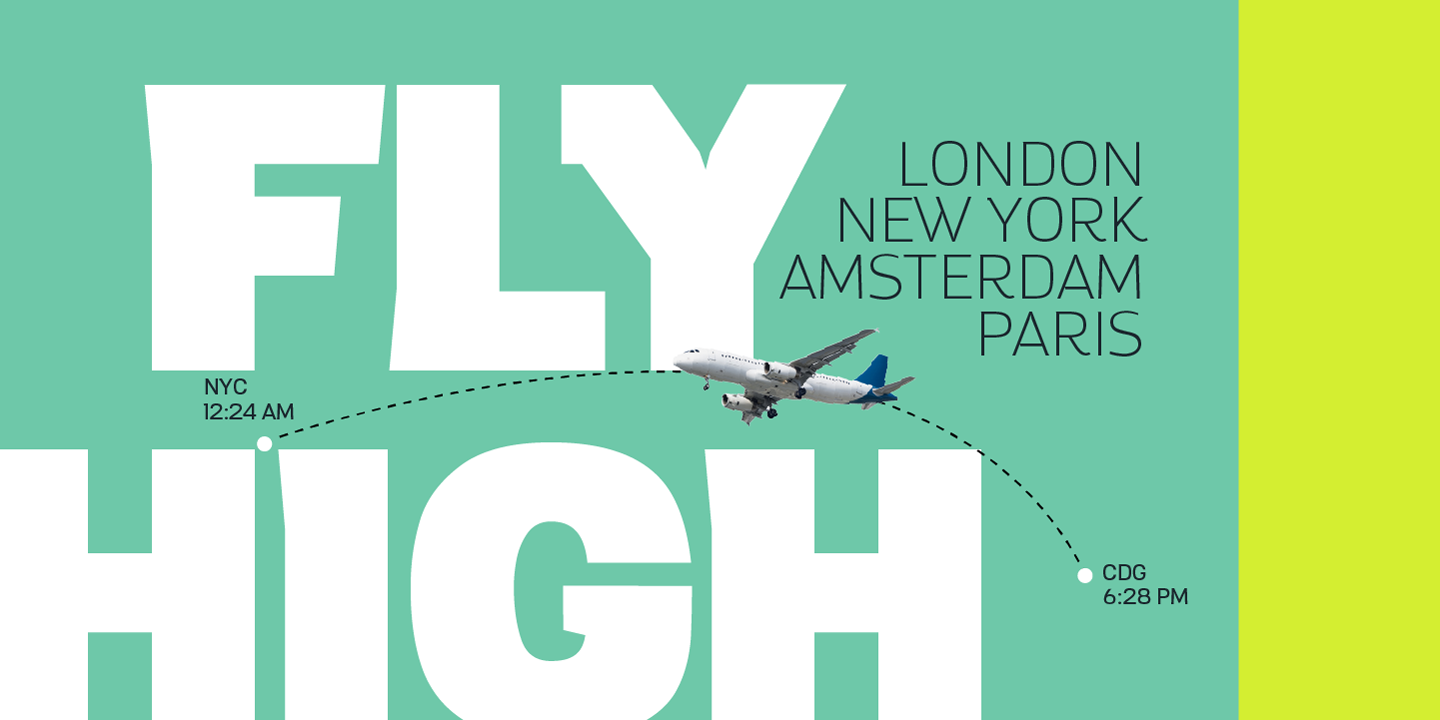 FLY
LONDON
NEW YORK
AMSTERDAM
PARIS
NYC
12:24 AM
HIGH
CDG
6:28 PM